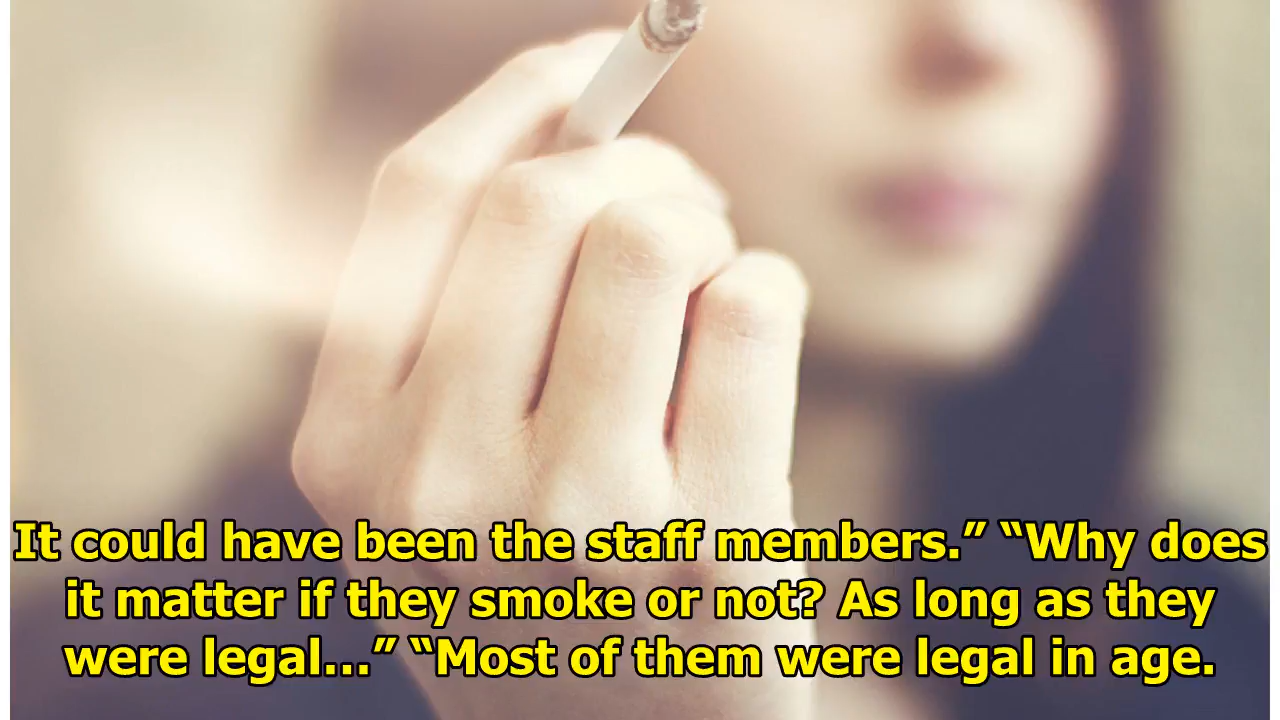 It could have been the staff members.” “Why does
it matter if they smoke or not? As long as they
were legal...” “Most of them were legal in age.